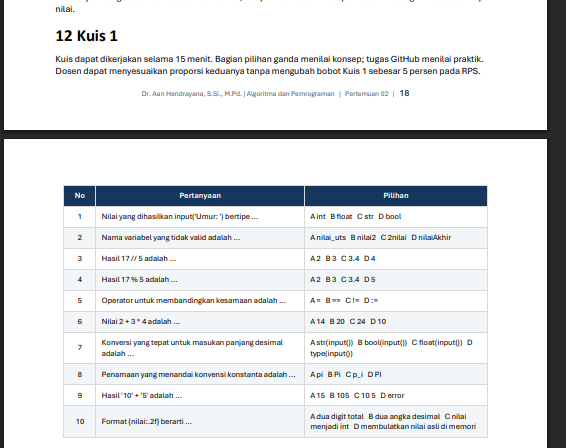 nilai.
12 Kuis 1
Kuis dapat dikerjakan selama 15 menit. Bagian pilihan ganda menilai konsep; tugas GitHub menilai praktik.
Dosen dapat menyesuaikan proporsi keduanya tanpa mengubah bobot Kuis 1 sebesar 5 persen pada RPS.
Dr. Aan Hendrayana, S.Si., M.Pd. | Algoritma dan Pemrograman | Pertemuan 02 | 18
No Pertanyaan Pilihan
1 Nilai yang dihasilkan input('Umur: ') bertipe ... A int B float C str D bool
2 Nama variabel yang tidak valid adalah ... A nilai_uts B nilai2 C 2nilai D nilaiAkhir
3 Hasil 17 // 5 adalah ... A 2 B 3 C 3.4 D 4
4 Hasil 17 % 5 adalah ... A 2 B 3 C 3.4 D 5
5 Operator untuk membandingkan kesamaan adalah ... A = B == C != D :=
6 Nilai 2 + 3 * 4 adalah ... A 14 B 20 C 24 D 10
7 Konversi yang tepat untuk masukan panjang desimal A str(input()) B bool(input()) C float(input()) D
adalah ... type(input())
8 Penamaan yang menandai konvensi konstanta adalah ... A pi B Pi C p_i D PI
9 Hasil '10' + '5' adalah ... A 15 B 105 C 10 5 D error
10 Format {nilai:.2f} berarti ... A dua digit total B dua angka desimal C nilai
menjadi int D membulatkan nilai asli di memori